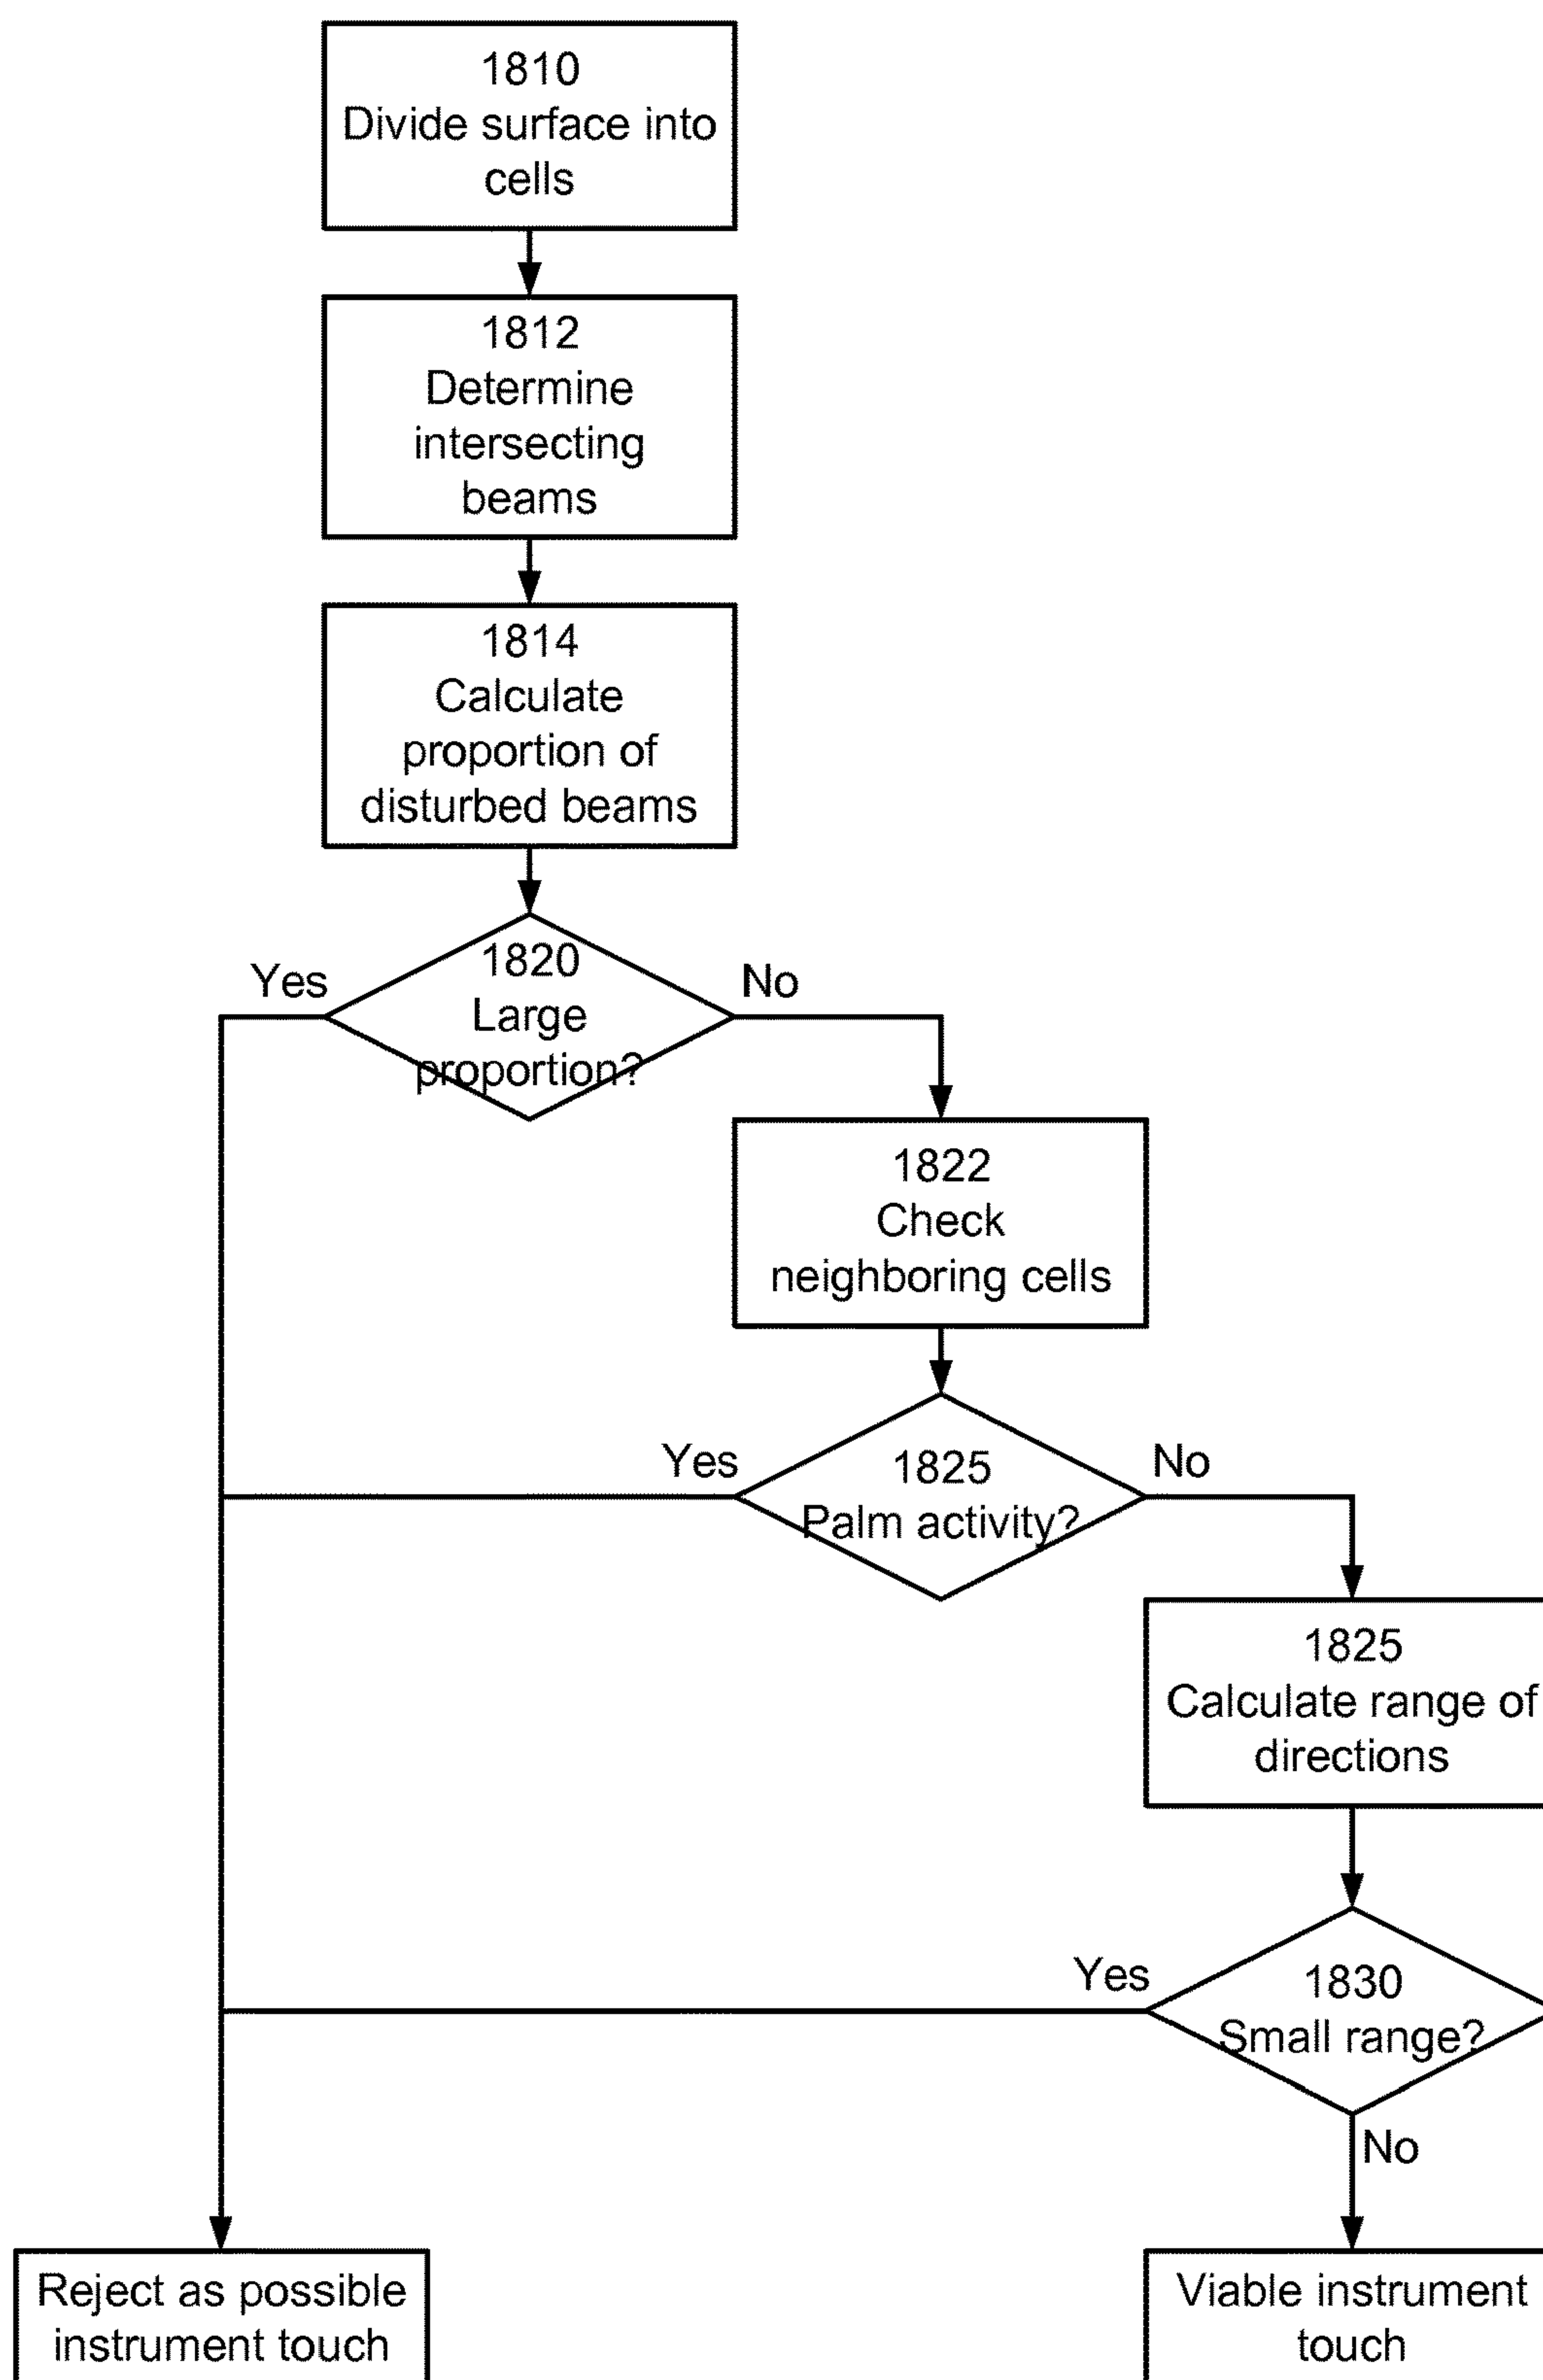 1810
Divide surface into
cells
1812
Determine
intersecting
beams
1814
Calculate
proportion of
disturbed beams
1820
Large
proportion?
Yes
No
1822
Check
neighboring cells
1825
Palm activity?
Yes
No
1825
Calculate range of
directions
1830
Small range?
Yes
No
Reject as possible
instrument touch
Viable instrument
touch